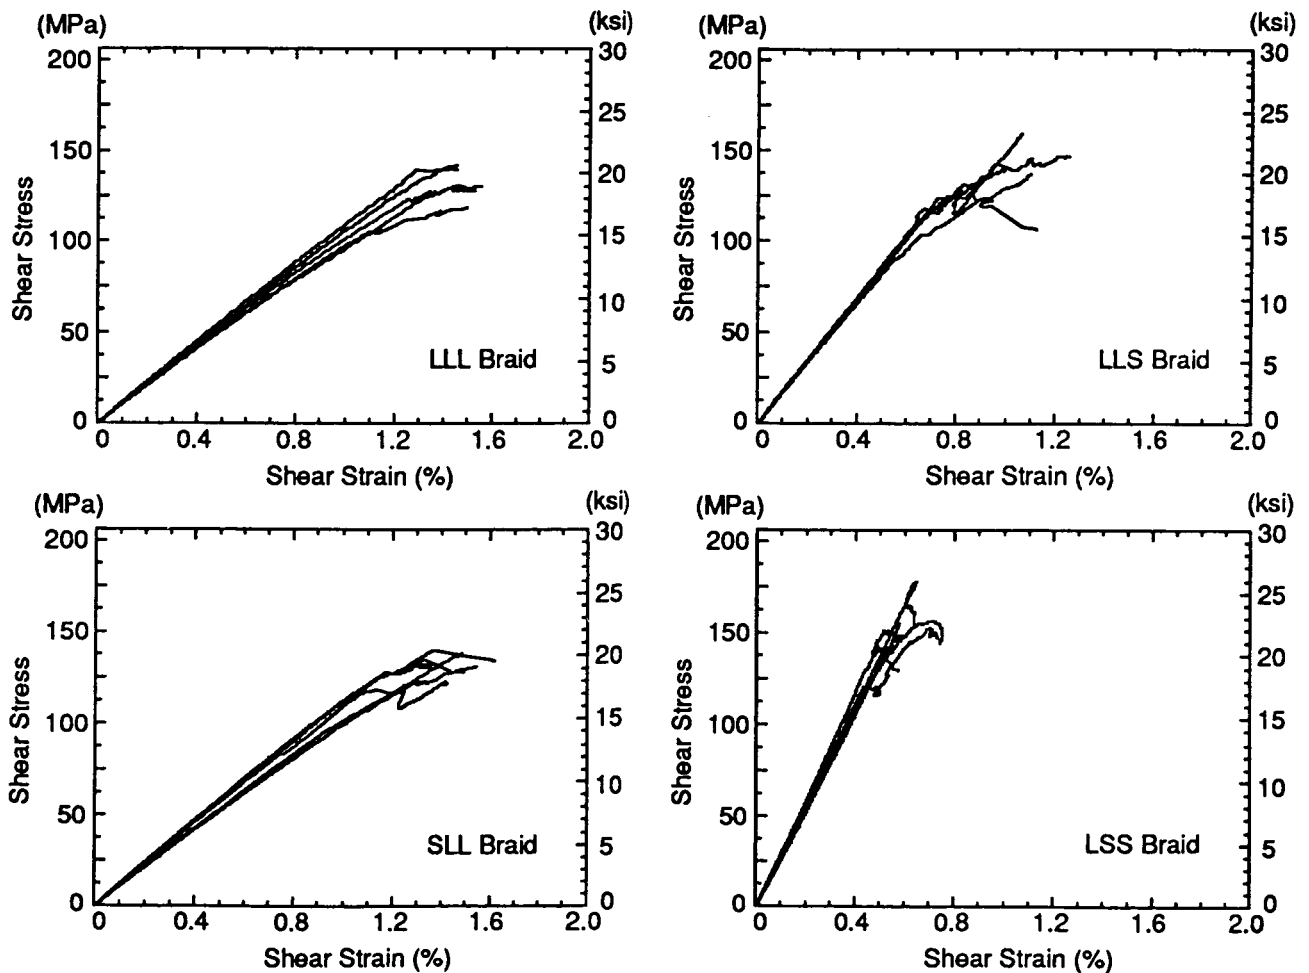 (MPa) (ksi)
200 30
150 25
100 20
50 15
0 10
5
0
Shear Stress
LLL Braid
0 0.4 0.8 1.2 1.6 2.0
Shear Strain (%)
(MPa) (ksi)
200 30
150 25
100 20
50 15
0 10
5
0
Shear Stress
LLS Braid
0 0.4 0.8 1.2 1.6 2.0
Shear Strain (%)
(MPa) (ksi)
200 30
150 25
100 20
50 15
0 10
5
0
Shear Stress
SLL Braid
0 0.4 0.8 1.2 1.6 2.0
Shear Strain (%)
(MPa) (ksi)
200 30
150 25
100 20
50 15
0 10
5
0
Shear Stress
LSS Braid
0 0.4 0.8 1.2 1.6 2.0
Shear Strain (%)